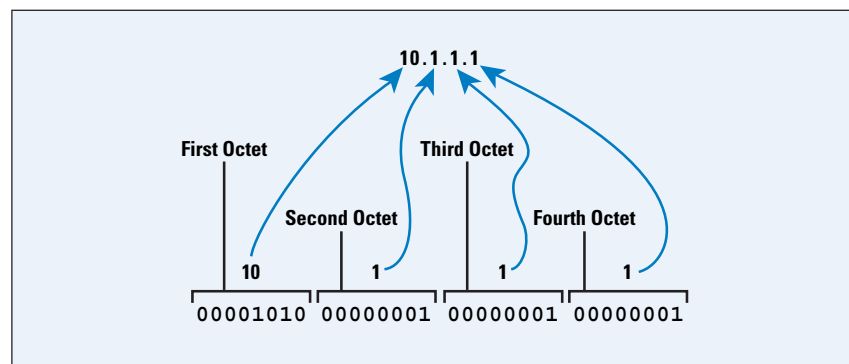 10.1.1.1
First Octet
Third Octet
Second Octet
Fourth Octet
10 1 1 1
00001010 00000001 00000001 00000001